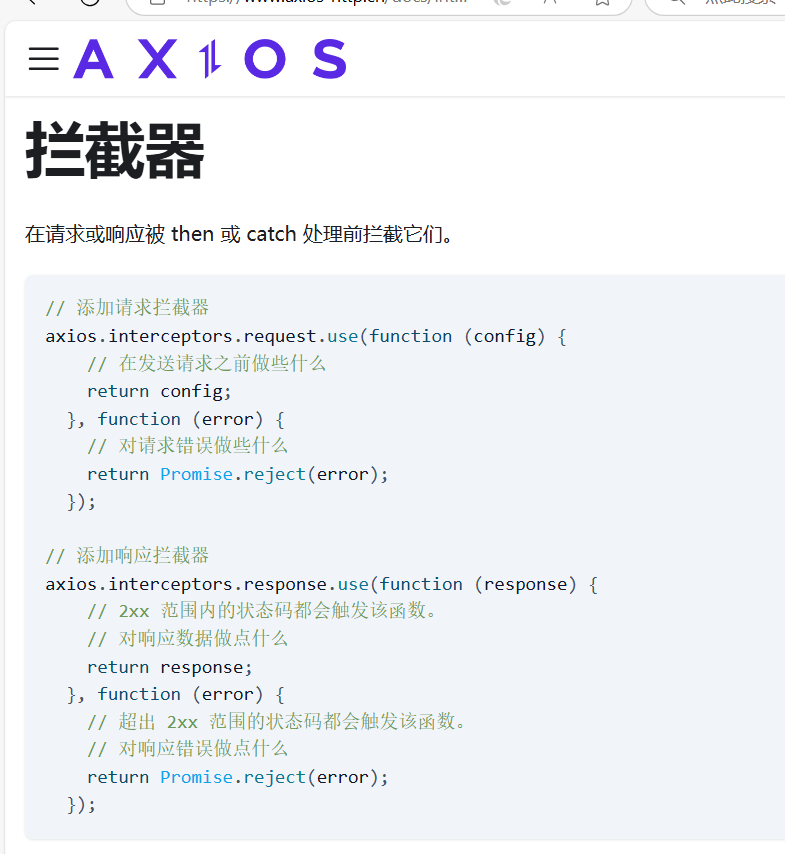 AXIOS
拦截器
在请求或响应被 then 或 catch 处理前拦截它们。
// 添加请求拦截器
axios.interceptors.request.use(function (config) {
    // 在发送请求之前做些什么
    return config;
  }, function (error) {
    // 对请求错误做些什么
    return Promise.reject(error);
  });

// 添加响应拦截器
axios.interceptors.response.use(function (response) {
    // 2xx 范围内的状态码都会触发该函数。
    // 对响应数据做点什么
    return response;
  }, function (error) {
    // 超出 2xx 范围的状态码都会触发该函数。
    // 对响应错误做点什么
    return Promise.reject(error);
  });